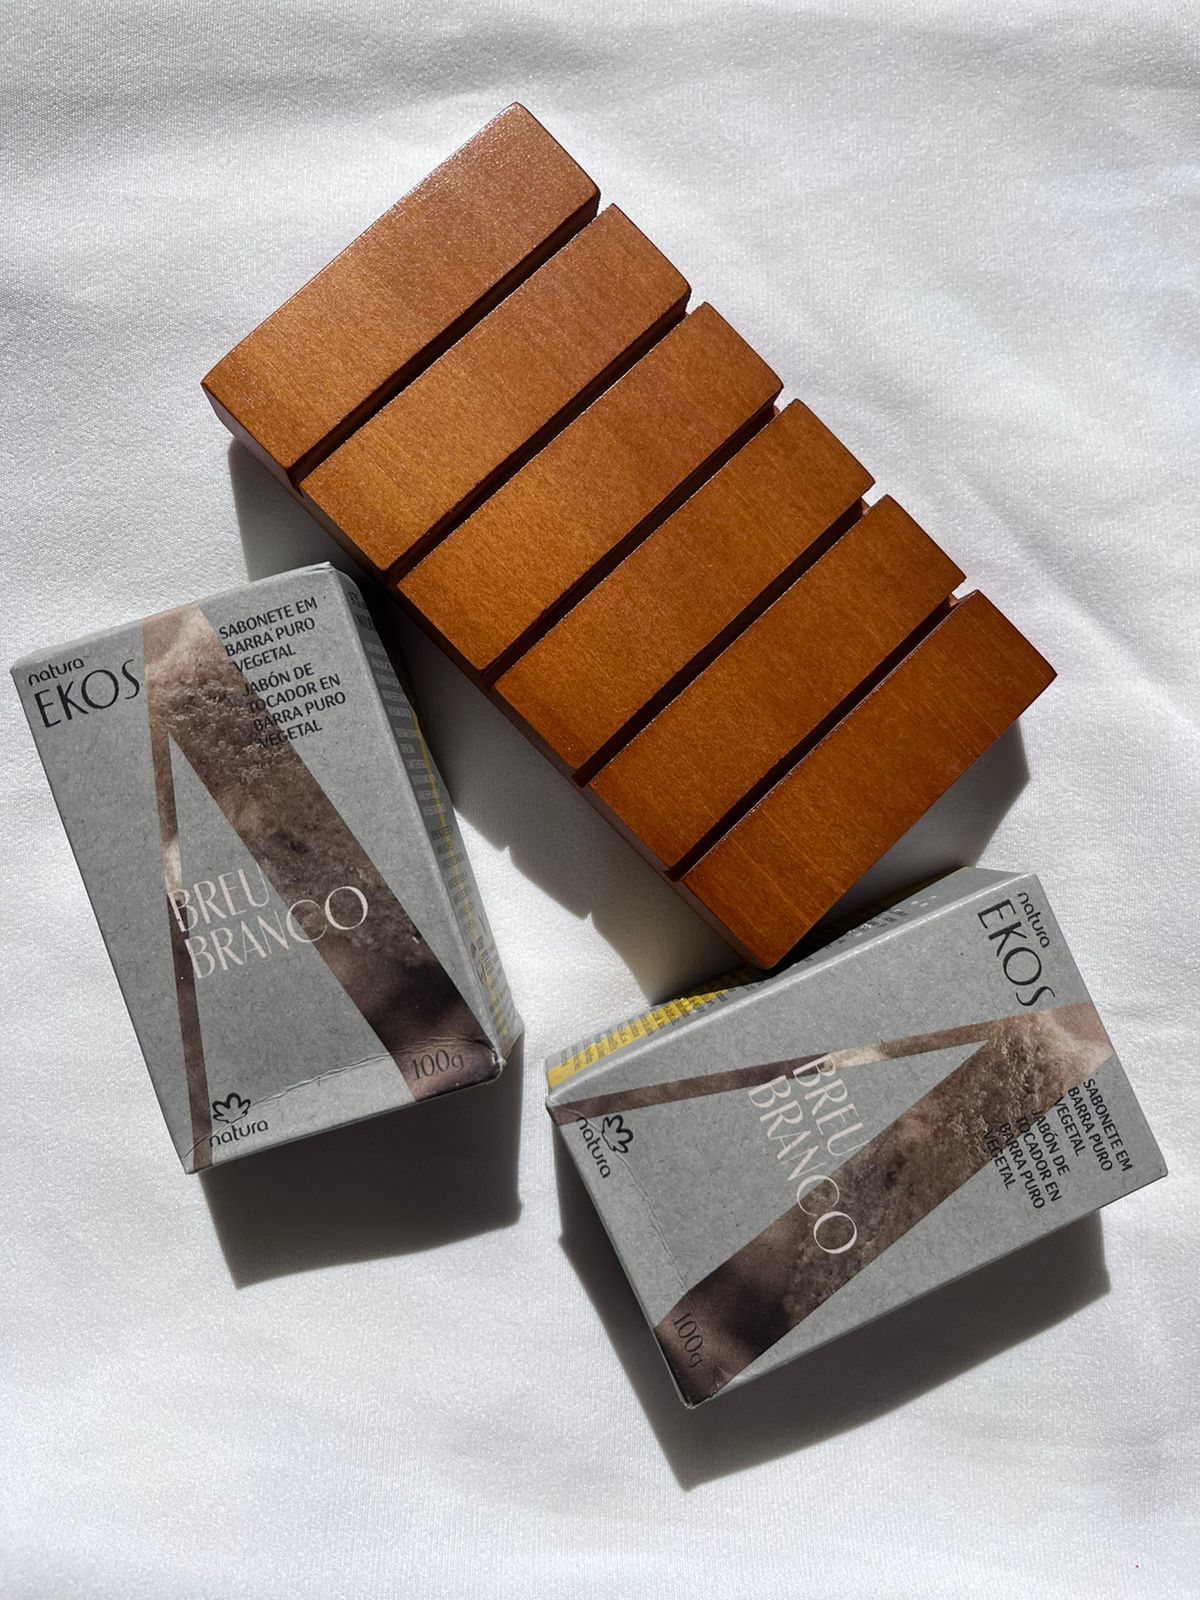 natura
EKOS
SABONETE EM
BARRA PURO
VEGETAL
JABÓN DE
TOCADOR EN
BARRA PURO
VEGETAL
BREU
BRANCO
100g
natura
natura
EKOS
SABONETE EM
BARRA PURO
VEGETAL
JABÓN DE
TOCADOR EN
BARRA PURO
VEGETAL
BREU
BRANCO
100g
natura